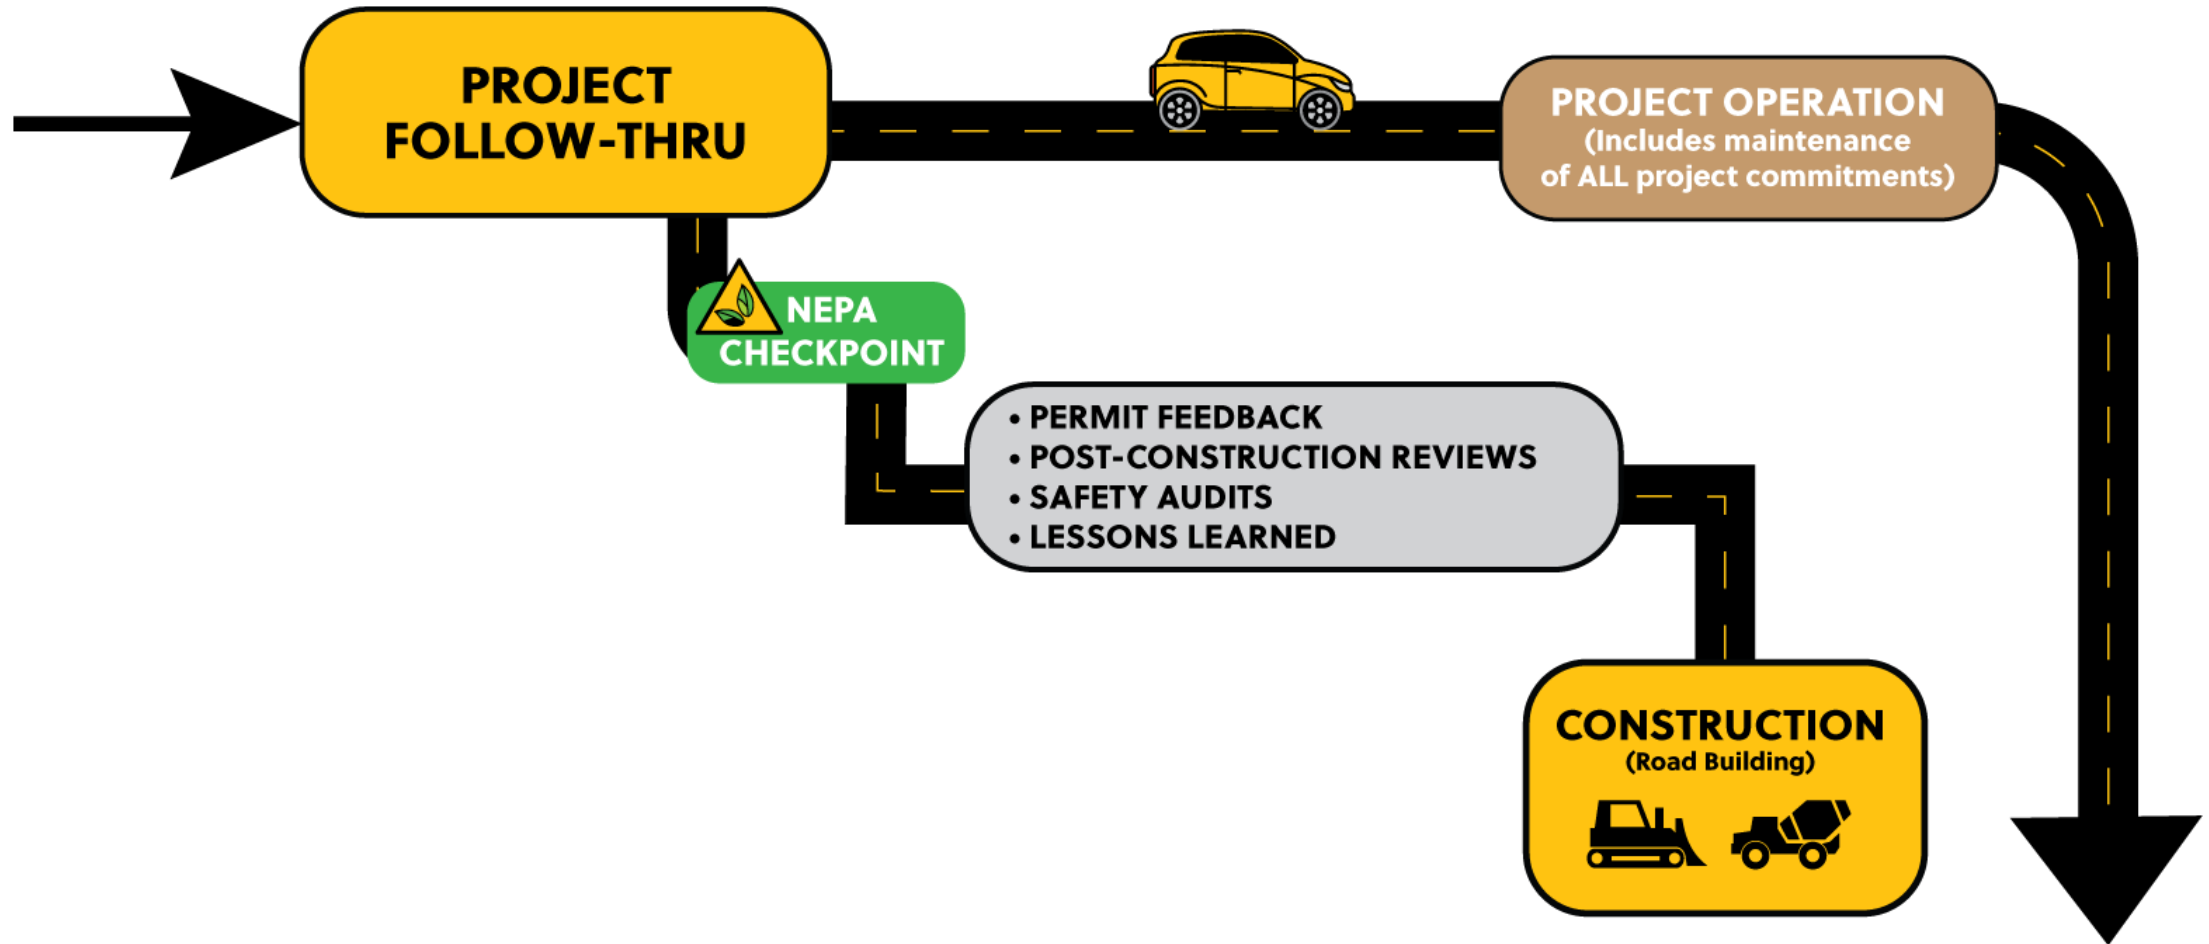 PROJECT
FOLLOW-THRU
PROJECT OPERATION
(Includes maintenance
of ALL project commitments)
NEPA
CHECKPOINT
• PERMIT FEEDBACK
• POST-CONSTRUCTION REVIEWS
• SAFETY AUDITS
• LESSONS LEARNED
CONSTRUCTION
(Road Building)